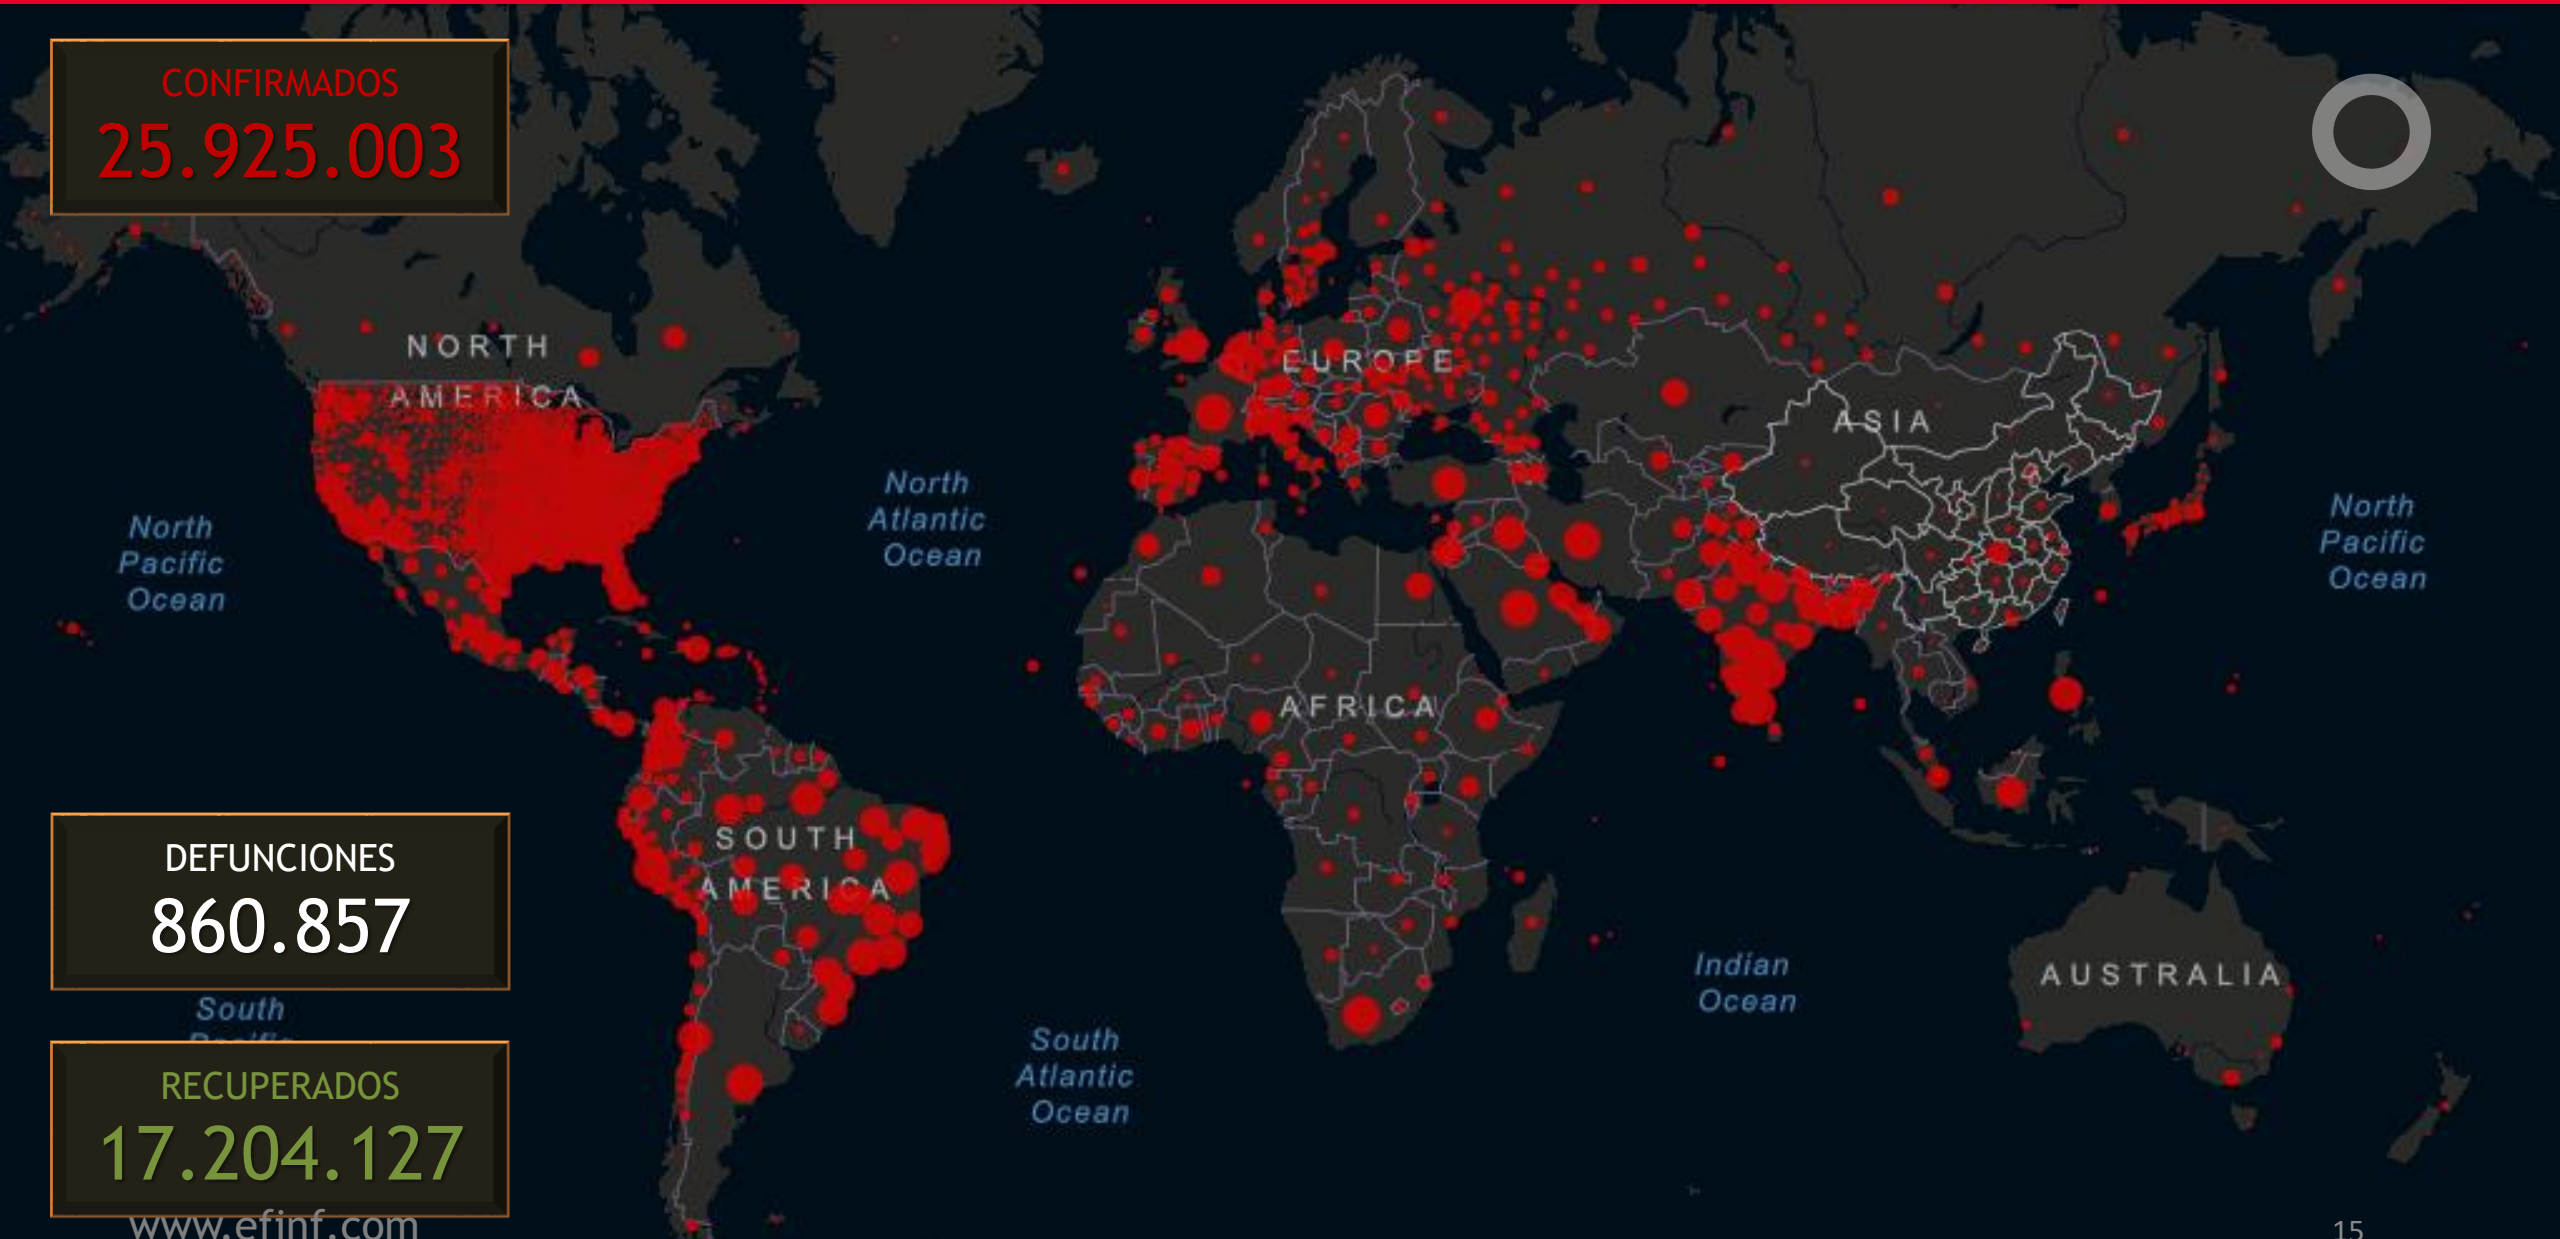 CONFIRMADOS
25.925.003
NORTH
AMERICA
EUROPE
ASIA
North
Pacific
Ocean
North
Atlantic
Ocean
North
Pacific
Ocean
AFRICA
SOUTH
AMERICA
DEFUNCIONES
860.857
Indian
Ocean
AUSTRALIA
South
Pacific
South
Atlantic
Ocean
RECUPERADOS
17.204.127
www.efinf.com
15